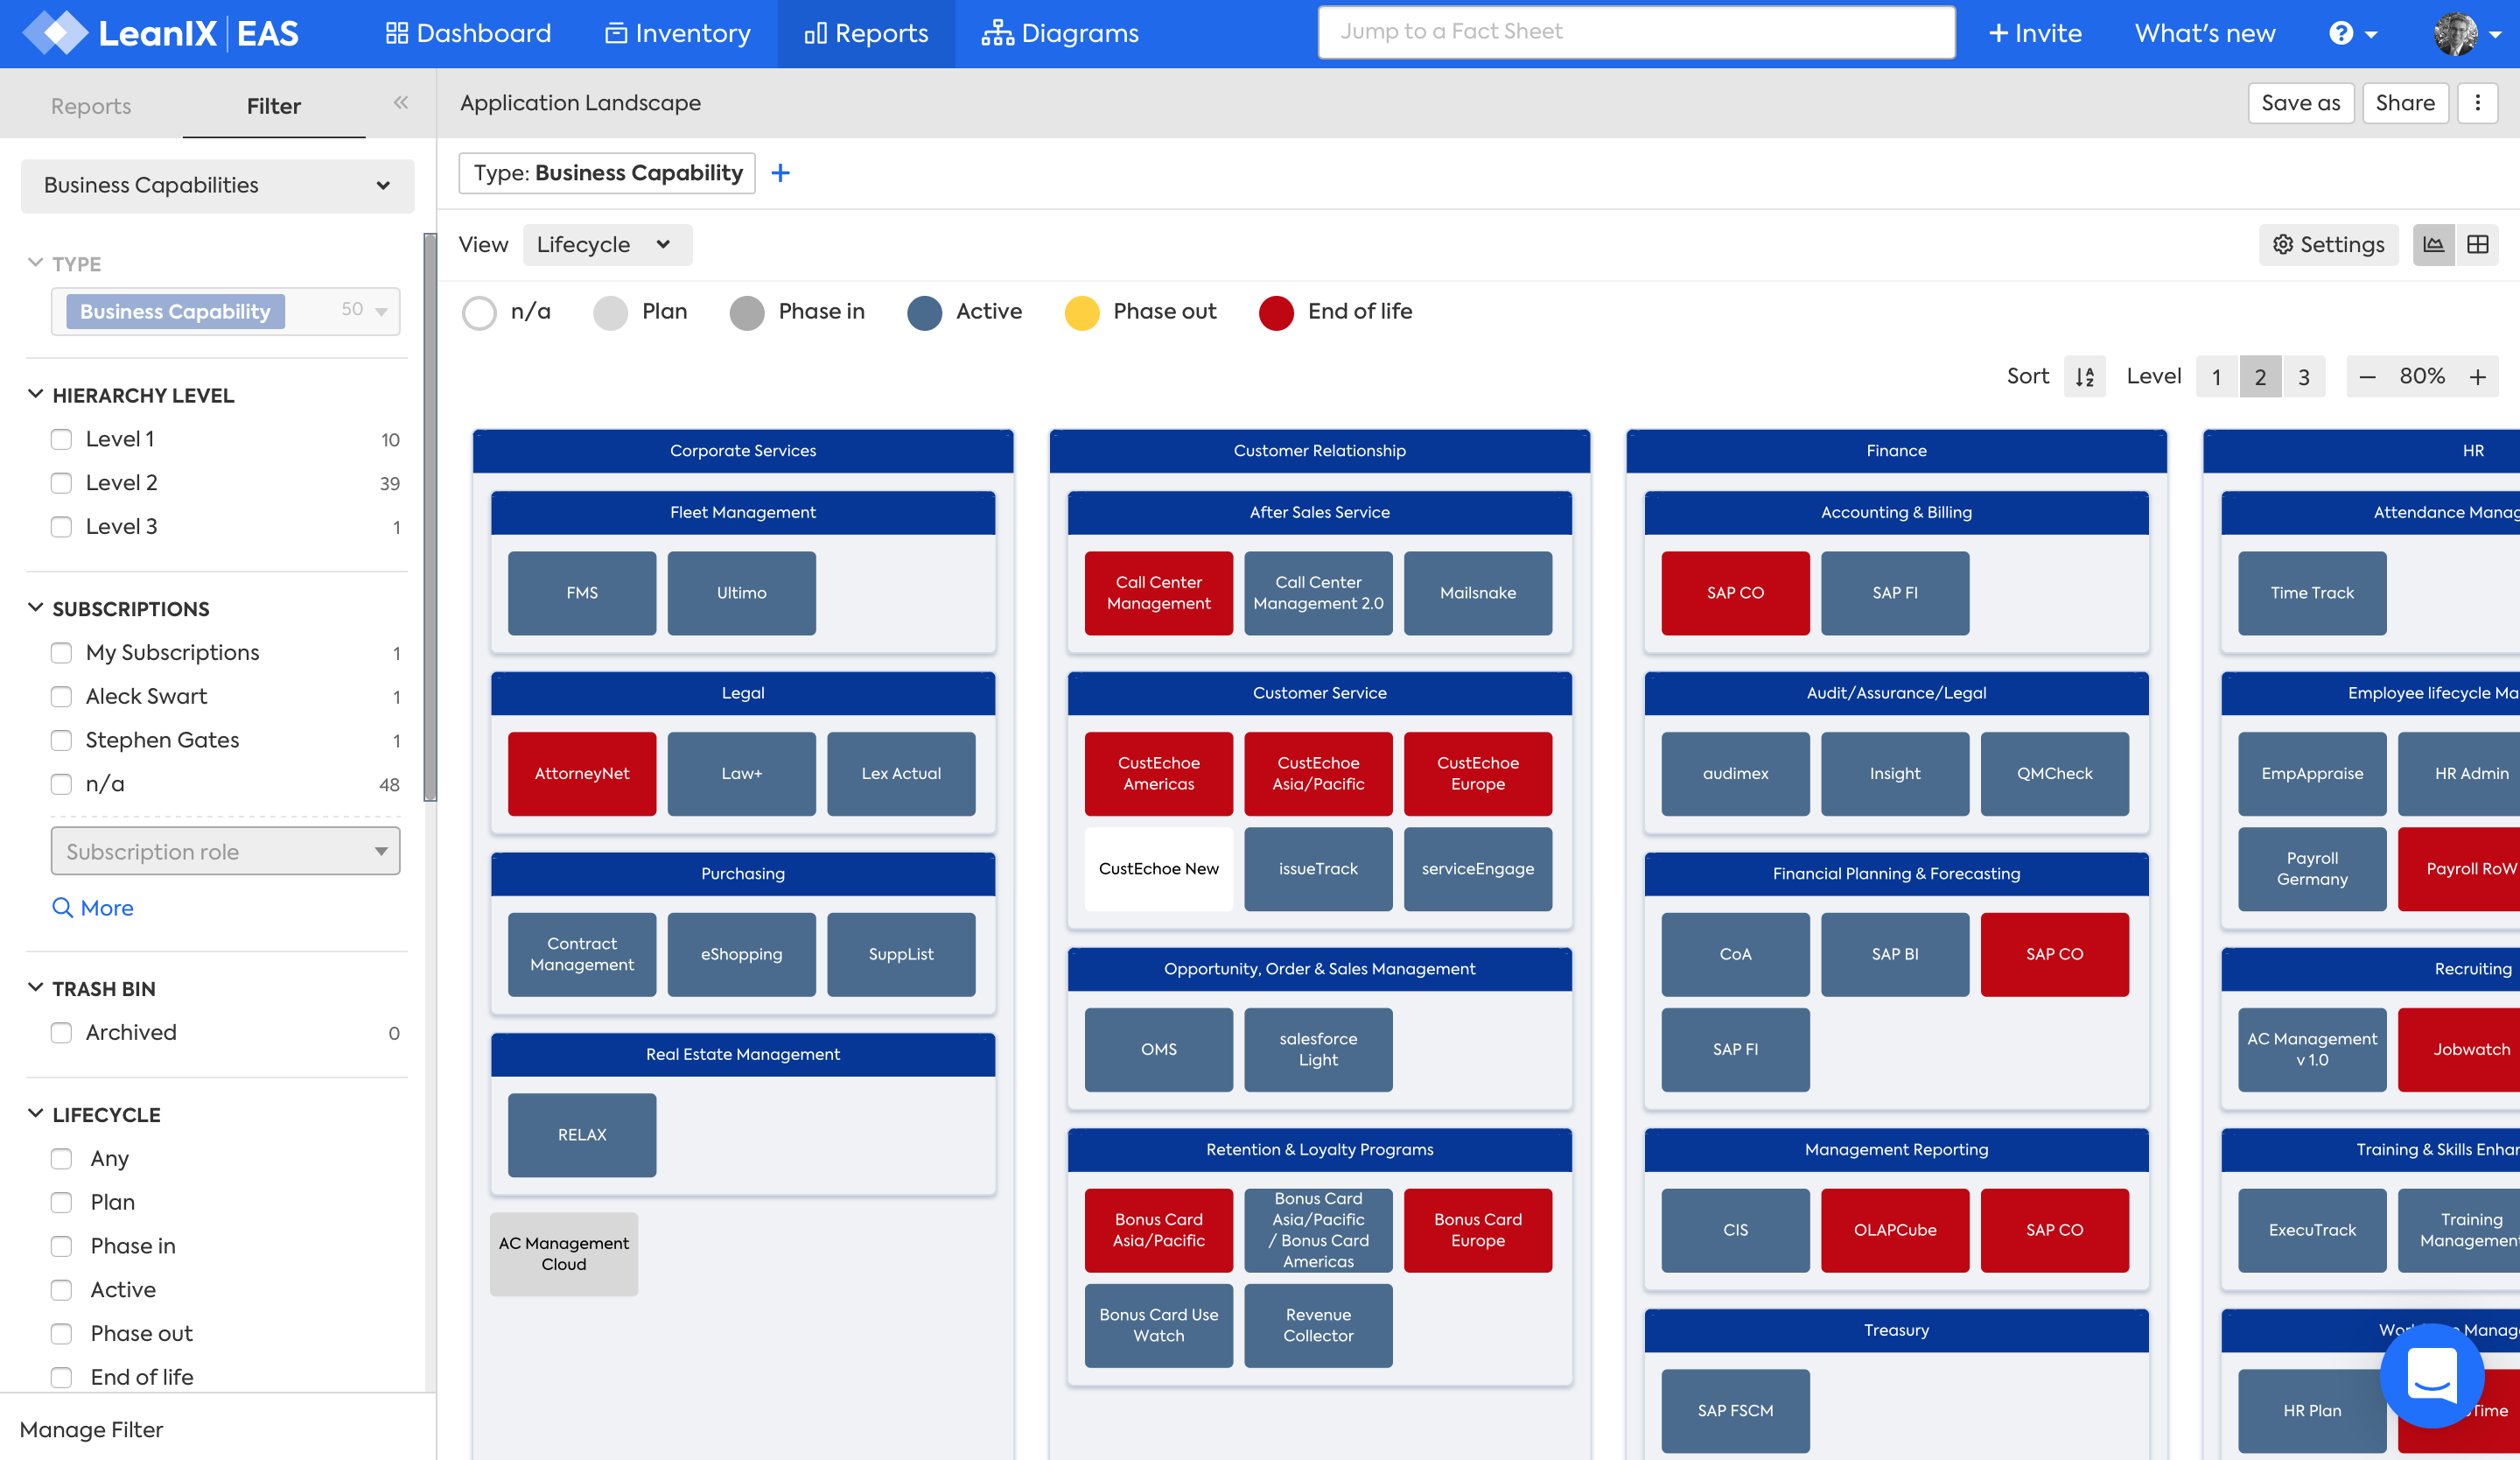 LeanIX EAS
Dashboard
Inventory
Reports
Diagrams
Jump to a Fact Sheet
+ Invite
What's new
?
Reports
Filter
Application Landscape
Save as
Share
Business Capabilities
Type: Business Capability +
TYPE
Business Capability 50
HIERARCHY LEVEL
Level 1 10
Level 2 39
Level 3 1
SUBSCRIPTIONS
My Subscriptions 1
Aleck Swart 1
Stephen Gates 1
n/a 48
Subscription role
More
TRASH BIN
Archived 0
LIFECYCLE
Any
Plan
Phase in
Active
Phase out
End of life
Manage Filter
View Lifecycle
Settings
n/a
Plan
Phase in
Active
Phase out
End of life
Sort
Level 1 2 3
— 80% +
Corporate Services
Fleet Management
FMS
Ultimo
Legal
AttorneyNet
Law+
Lex Actual
Purchasing
Contract
Management
eShopping
SuppList
Real Estate Management
RELAX
AC Management
Cloud
Customer Relationship
After Sales Service
Call Center
Management
Call Center
Management 2.0
Mailsnake
Customer Service
CustEchoe
Americas
CustEchoe
Asia/Pacific
CustEchoe
Europe
CustEchoe New
issueTrack
serviceEngage
Opportunity, Order & Sales Management
OMS
salesforce
Light
Retention & Loyalty Programs
Bonus Card
Asia/Pacific
Bonus Card
Asia/Pacific
/ Bonus Card
Americas
Bonus Card
Europe
Bonus Card Use
Watch
Revenue
Collector
Finance
Accounting & Billing
SAP CO
SAP FI
Audit/Assurance/Legal
audimex
Insight
QMCheck
Financial Planning & Forecasting
CoA
SAP BI
SAP CO
SAP FI
Management Reporting
CIS
OLAPCube
SAP CO
Treasury
SAP FSCM
HR
Attendance Manag
Time Track
Employee lifecycle Ma
EmpAppraise
HR Admin
Payroll
Germany
Payroll RoW
Recruiting
AC Management
v 1.0
Jobwatch
Training & Skills Enhan
ExecuTrack
Training
Management
Manag
HR Plan
Time